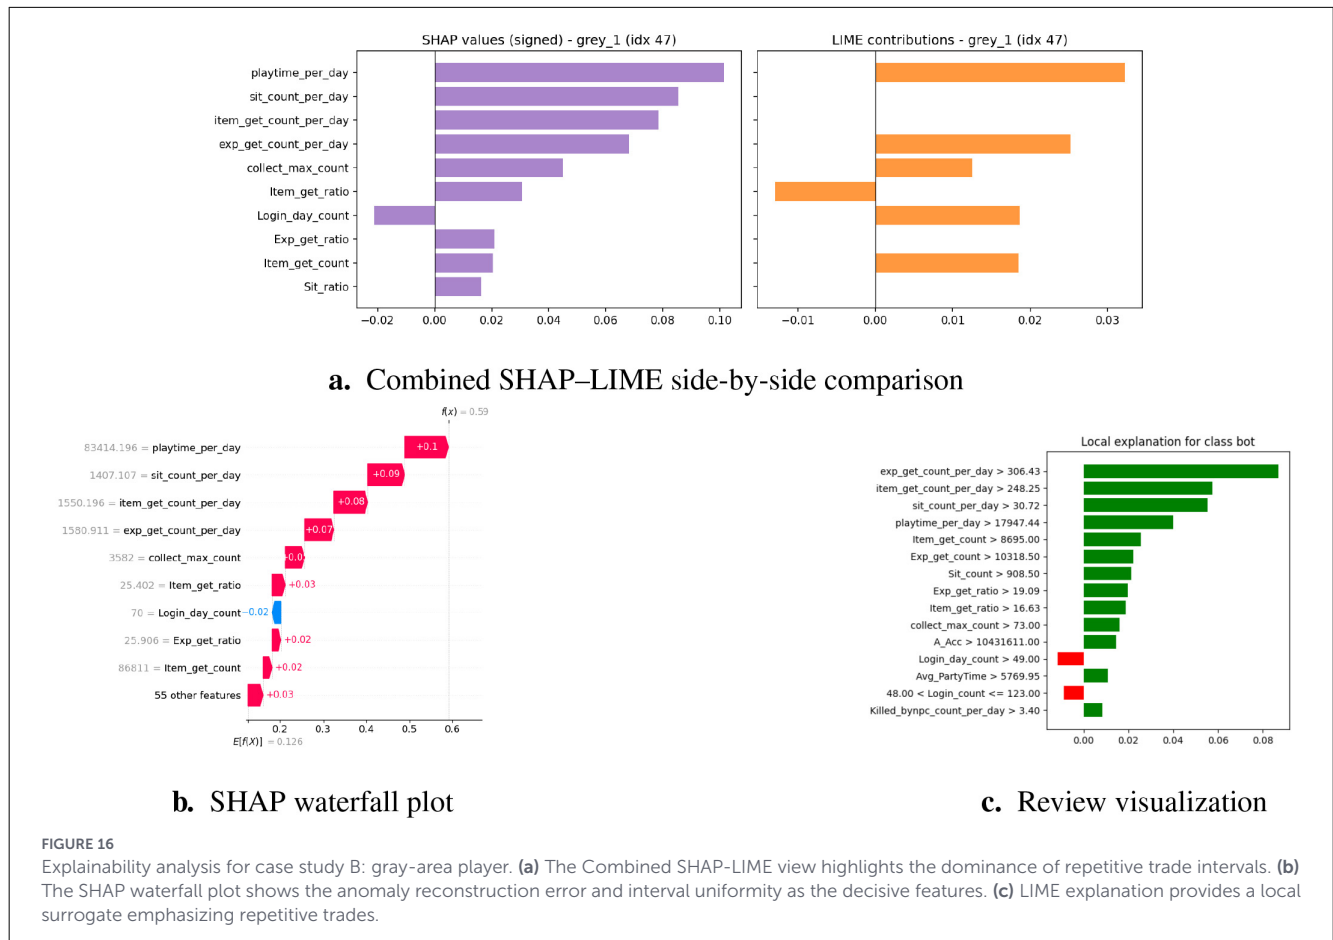 SHAP values (signed) - grey_1 (idx 47)
LIME contributions - grey_1 (idx 47)
playtime_per_day
sit_count_per_day
item_get_count_per_day
exp_get_count_per_day
collect_max_count
Item_get_ratio
Login_day_count
Exp_get_ratio
Item_get_count
Sit_ratio
−0.02 0.00 0.02 0.04 0.06 0.08 0.10
−0.01 0.00 0.01 0.02 0.03
a. Combined SHAP–LIME side-by-side comparison
f(x) = 0.59
83414.196 = playtime_per_day +0.1
1407.107 = sit_count_per_day +0.09
1550.196 = item_get_count_per_day +0.08
1580.911 = exp_get_count_per_day +0.07
3582 = collect_max_count
25.402 = Item_get_ratio +0.03
70 = Login_day_count −0.02
25.906 = Exp_get_ratio +0.02
86811 = Item_get_count +0.02
55 other features +0.03
0.2 0.3 0.4 0.5 0.6
E[f(X)] = 0.126
Local explanation for class bot
exp_get_count_per_day > 306.43
item_get_count_per_day > 248.25
sit_count_per_day > 30.72
playtime_per_day > 17947.44
Item_get_count > 8695.00
Exp_get_count > 10318.50
Sit_count > 908.50
Exp_get_ratio > 19.09
Item_get_ratio > 16.63
collect_max_count > 73.00
A_Acc > 10431611.00
Login_day_count > 49.00
Avg_PartyTime > 5769.95
48.00 < Login_count <= 123.00
Killed_bynpc_count_per_day > 3.40
0.00 0.02 0.04 0.06 0.08
b. SHAP waterfall plot
c. Review visualization
FIGURE 16
Explainability analysis for case study B: gray-area player. (a) The Combined SHAP-LIME view highlights the dominance of repetitive trade intervals. (b)
The SHAP waterfall plot shows the anomaly reconstruction error and interval uniformity as the decisive features. (c) LIME explanation provides a local
surrogate emphasizing repetitive trades.